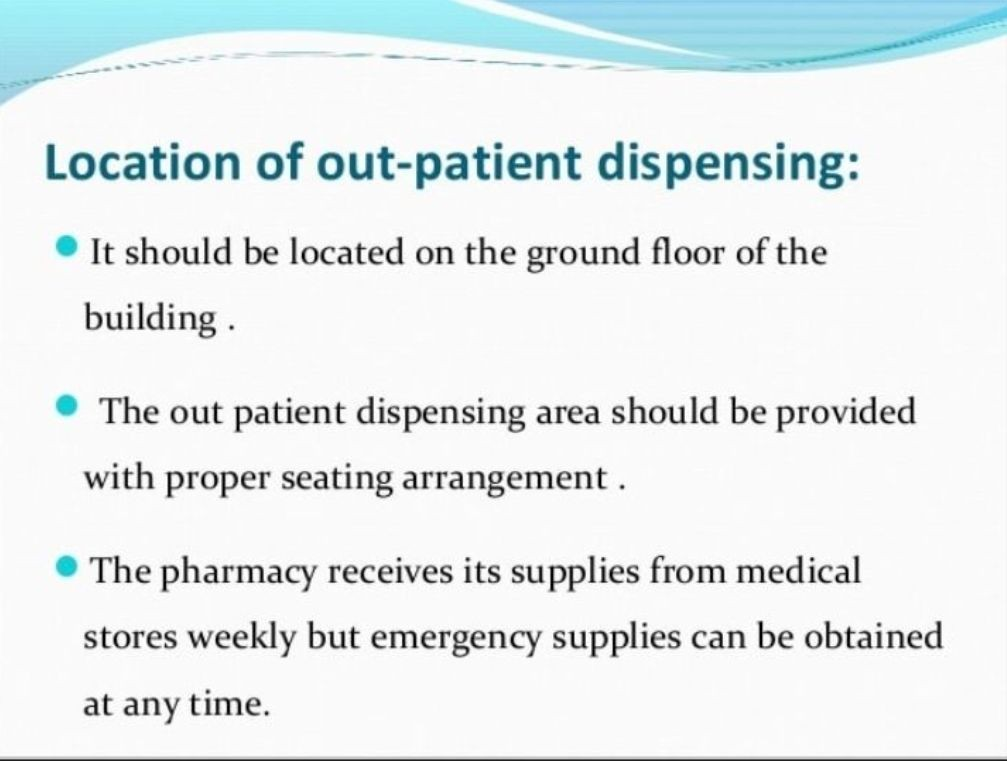 Location of out-patient dispensing:
It should be located on the ground floor of the
building .
The out patient dispensing area should be provided
with proper seating arrangement .
The pharmacy receives its supplies from medical
stores weekly but emergency supplies can be obtained
at any time.